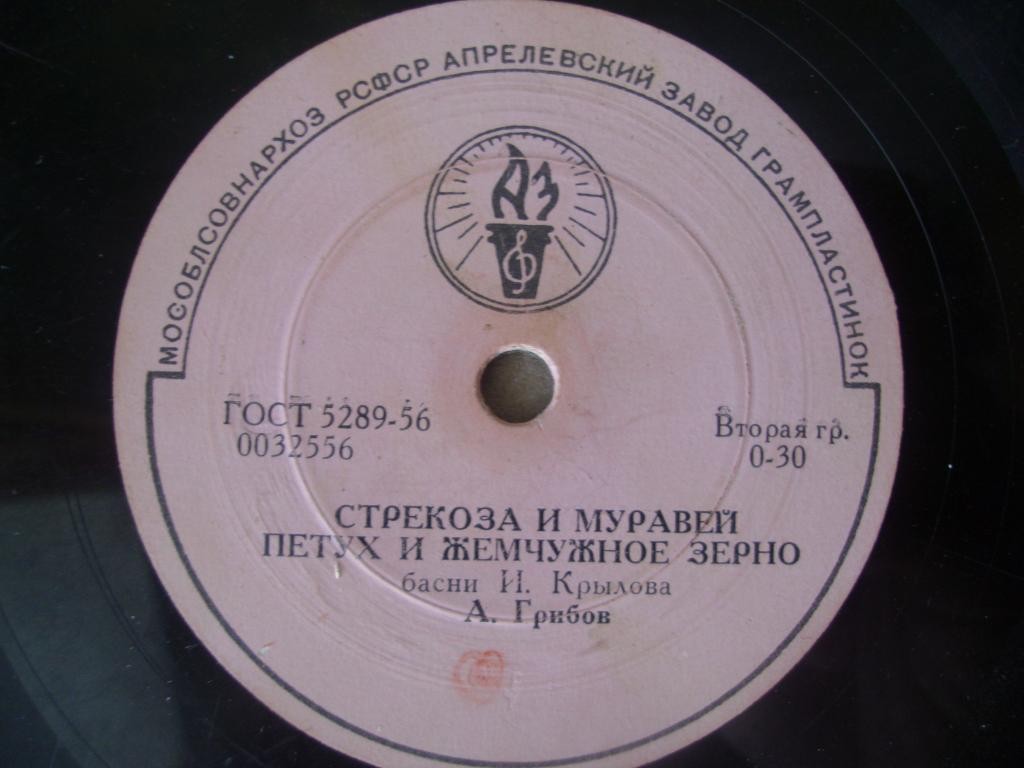 МОСОБЛСОВНАРХОЗ РСФСР АПРЕЛЕВСКИЙ ЗАВОД ГРАМПЛАСТИНОК
АЗ
ГОСТ 5289-56
0032556
Вторая гр.
0-30
СТРЕКОЗА И МУРАВЕЙ
ПЕТУХ И ЖЕМЧУЖНОЕ ЗЕРНО
басни И. Крылова
А. Грибов